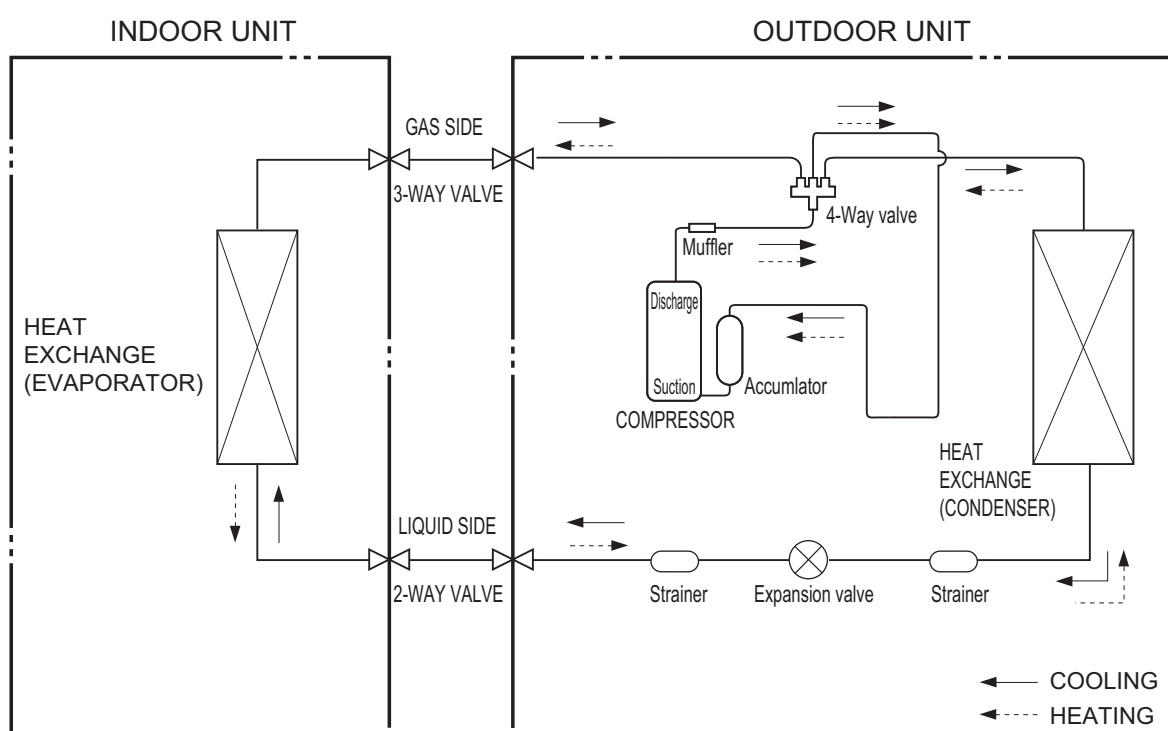 INDOOR UNIT
OUTDOOR UNIT
GAS SIDE
3-WAY VALVE
4-Way valve
Muffler
Discharge
Suction
Accumlator
COMPRESSOR
HEAT
EXCHANGE
(EVAPORATOR)
HEAT
EXCHANGE
(CONDENSER)
LIQUID SIDE
2-WAY VALVE
Strainer
Expansion valve
Strainer
COOLING
HEATING